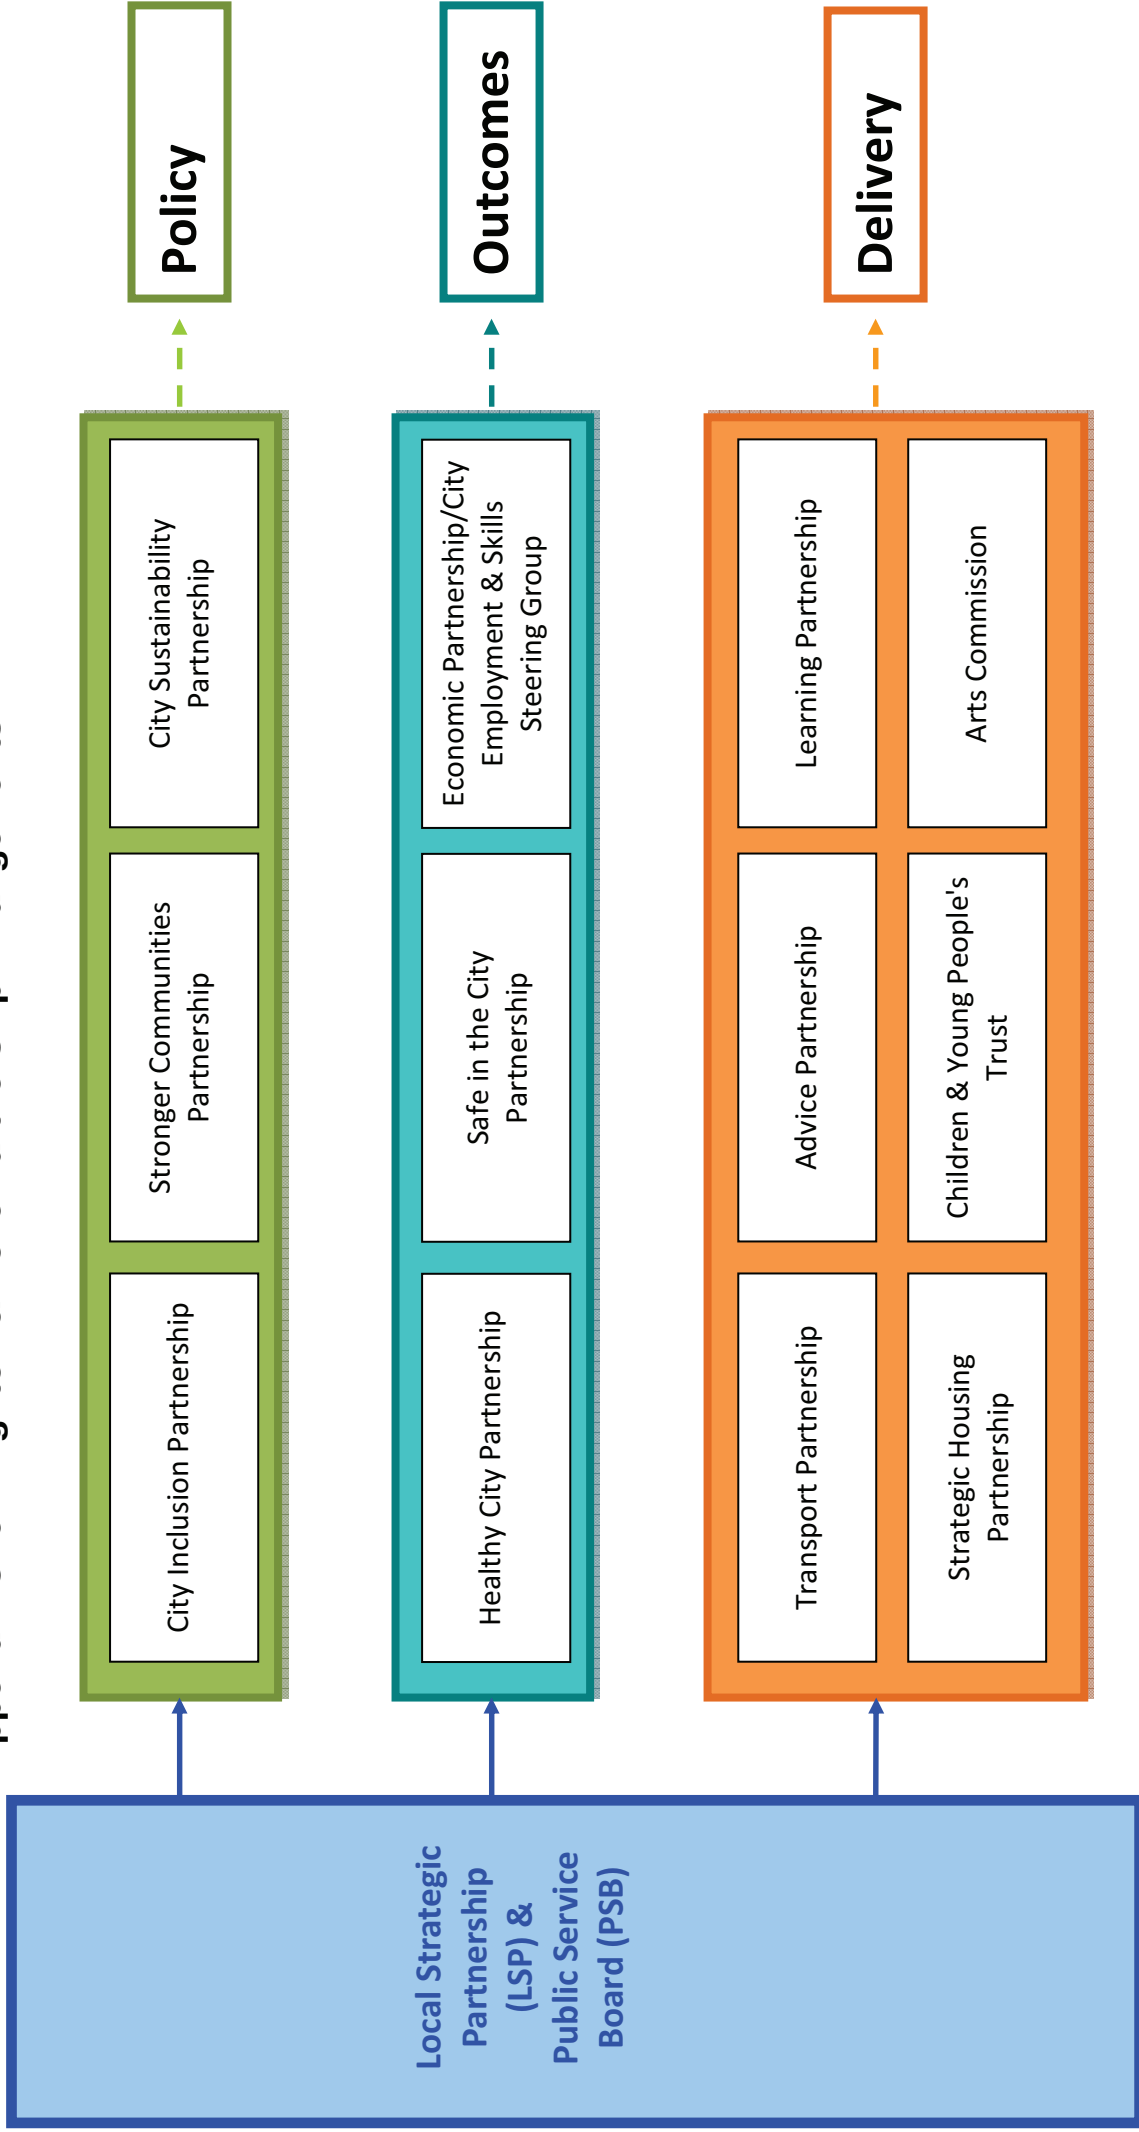 Local Strategic
Partnership
(LSP) &
Public Service
Board (PSB)
City Inclusion Partnership
Stronger Communities
Partnership
City Sustainability
Partnership
Policy
Healthy City Partnership
Safe in the City
Partnership
Economic Partnership/City
Employment & Skills
Steering Group
Outcomes
Transport Partnership
Advice Partnership
Learning Partnership
Strategic Housing
Partnership
Children & Young People's
Trust
Arts Commission
Delivery